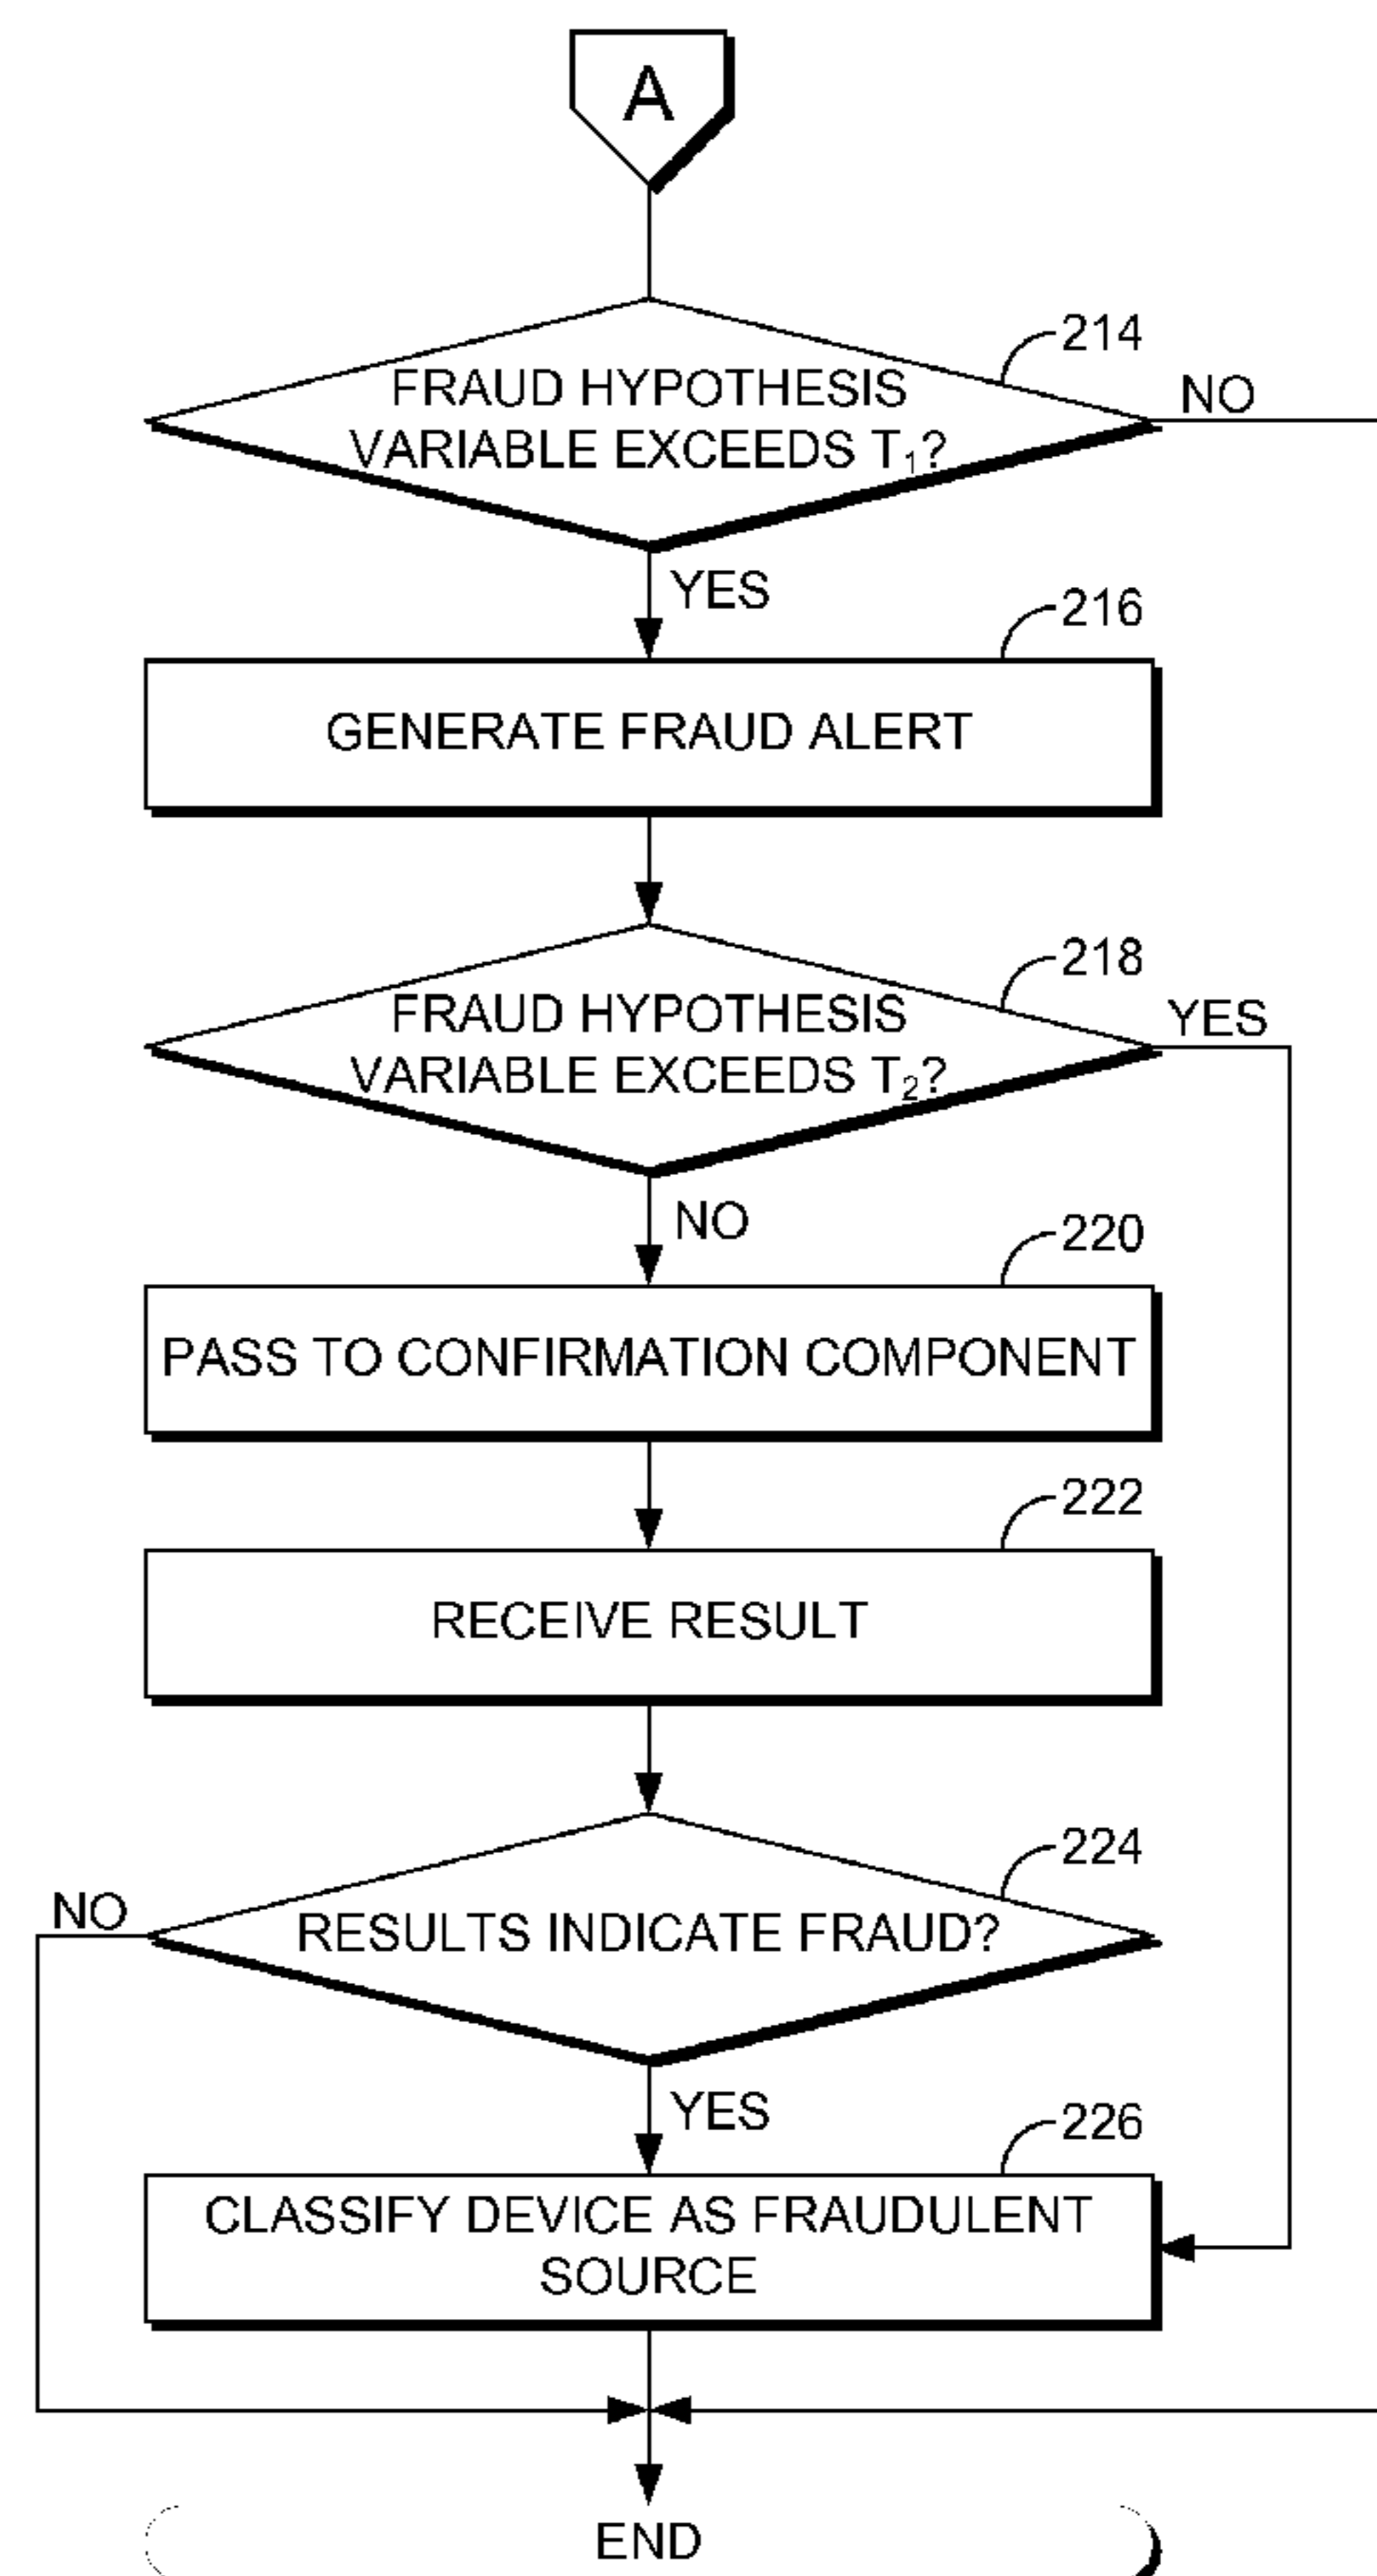 A
214
FRAUD HYPOTHESIS
VARIABLE EXCEEDS T₁?
NO
YES
216
GENERATE FRAUD ALERT
218
FRAUD HYPOTHESIS
VARIABLE EXCEEDS T₂?
YES
NO
220
PASS TO CONFIRMATION COMPONENT
222
RECEIVE RESULT
224
NO
RESULTS INDICATE FRAUD?
YES
226
CLASSIFY DEVICE AS FRAUDULENT
SOURCE
END